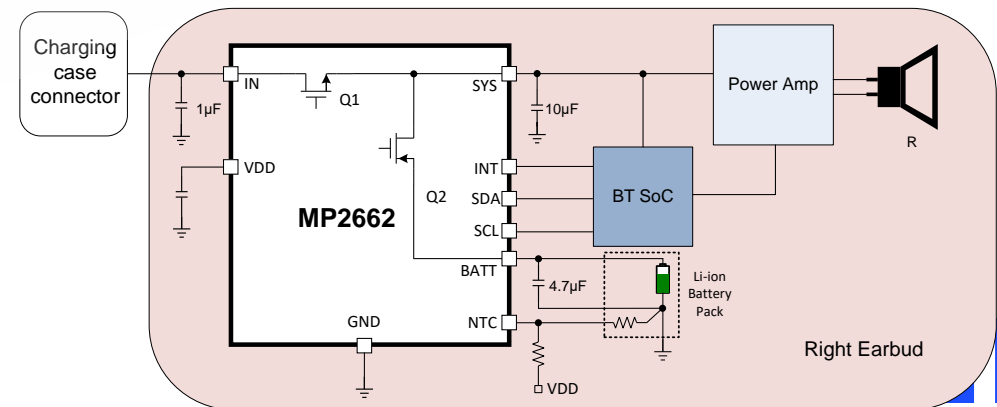 Charging
case
connector
1µF
IN
Q1
SYS
10µF
Power Amp
R
VDD
INT
SDA
SCL
BATT
Q2
MP2662
BT SoC
4.7µF
Li-ion
Battery
Pack
GND
NTC
VDD
Right Earbud